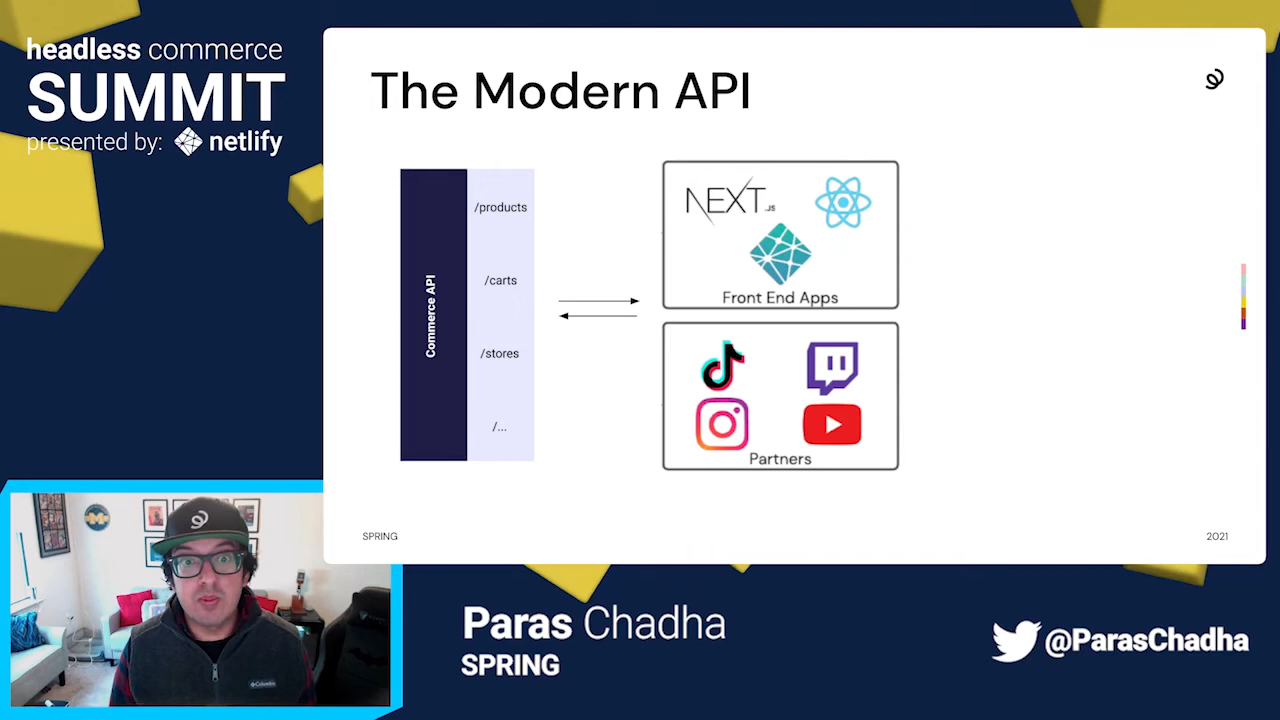 headless commerce
SUMMIT
presented by: netlify
The Modern API
Commerce API
/products
/carts
/stores
/...
NEXT.JS
Front End Apps
Partners
SPRING
2021
Columbia
Paras Chadha
SPRING
@ParasChadha